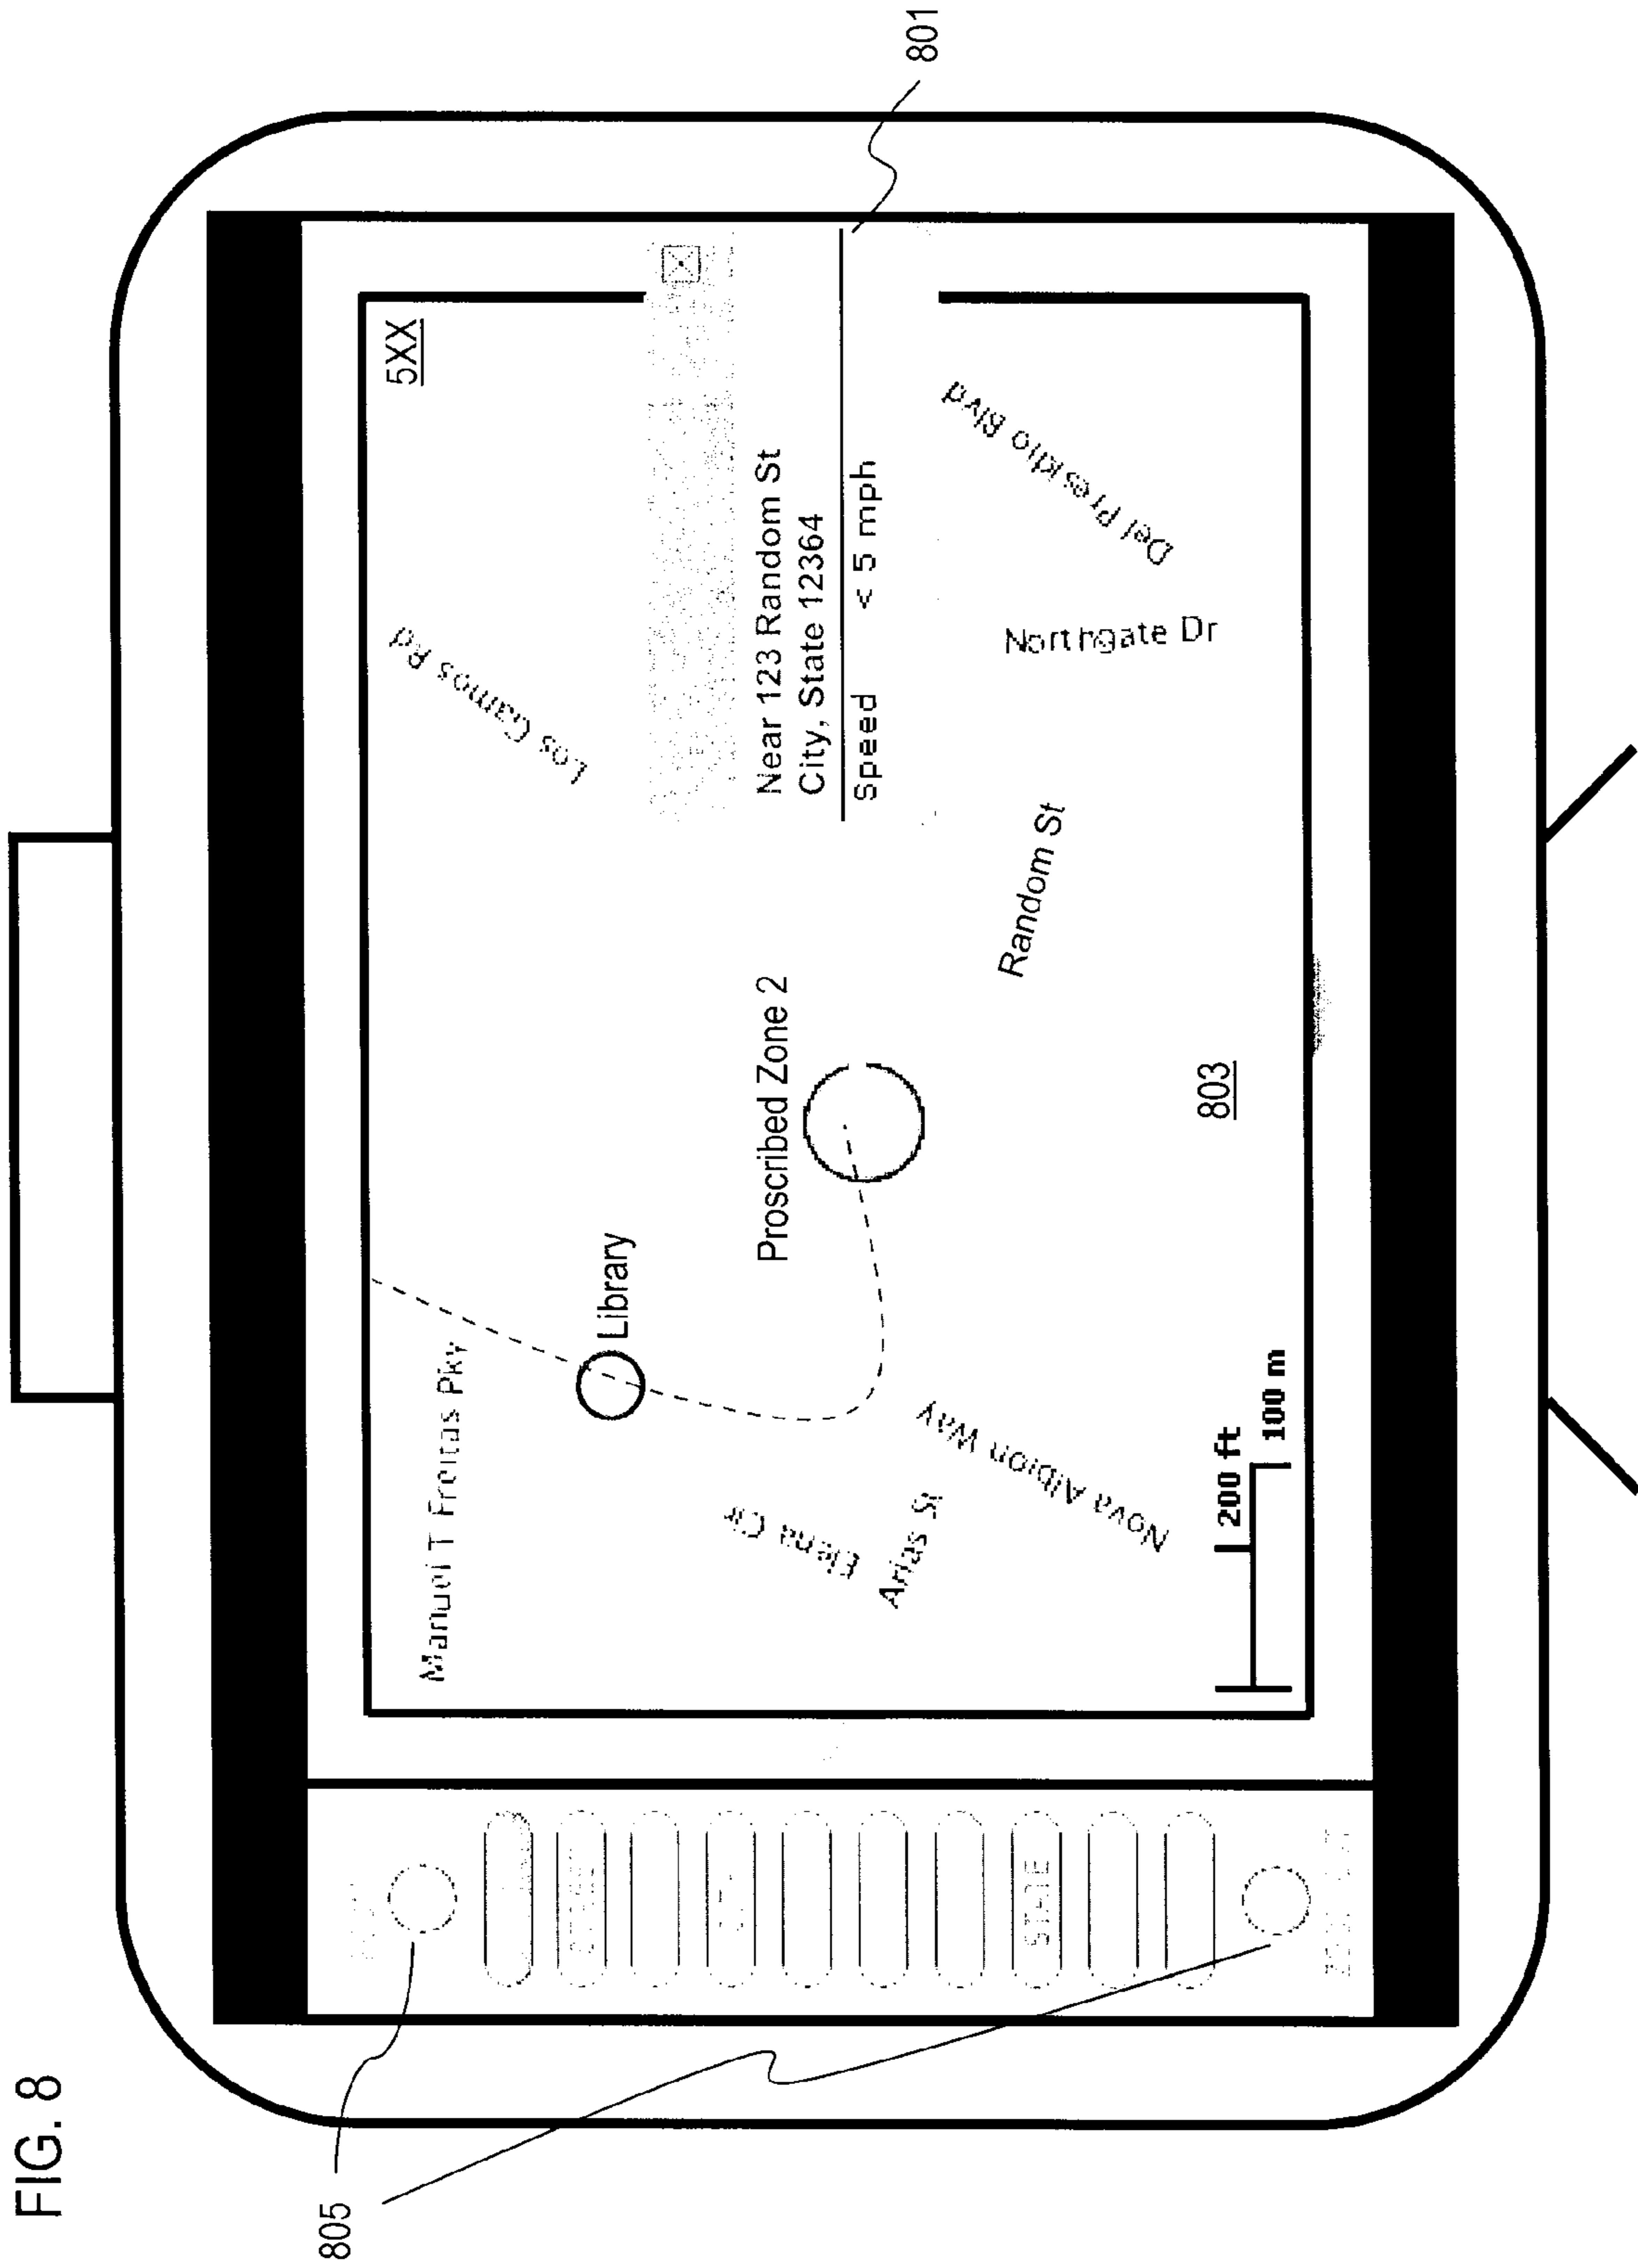 FIG. 8
805
5XX
Manuel T Freitas Pky
Los Gamos Rd
Library
Near 123 Random St
City, State 12364
Speed < 5 mph
801
Proscribed Zone 2
Elena Cir
Arias St
Nova Albion Way
Random St
Northgate Dr
Del Presidio Blvd
803
200 ft
100 m